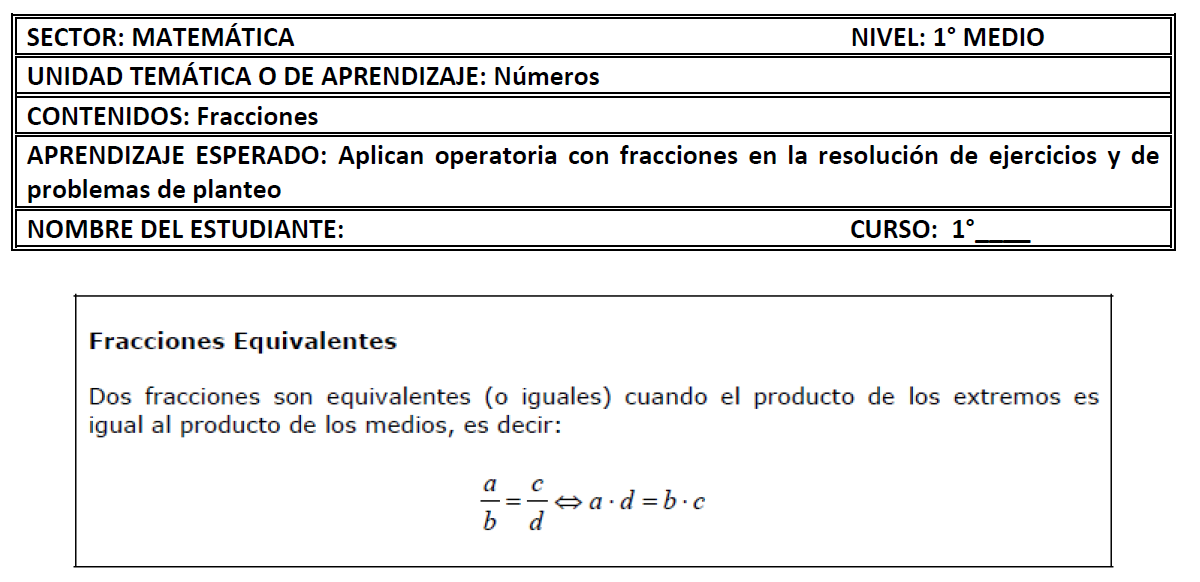 SECTOR: MATEMÁTICA NIVEL: 1° MEDIO
UNIDAD TEMÁTICA O DE APRENDIZAJE: Números
CONTENIDOS: Fracciones
APRENDIZAJE ESPERADO: Aplican operatoria con fracciones en la resolución de ejercicios y de
problemas de planteo
NOMBRE DEL ESTUDIANTE: CURSO: 1°____
Fracciones Equivalentes
Dos fracciones son equivalentes (o iguales) cuando el producto de los extremos es
igual al producto de los medios, es decir:
a/b = c/d ⇔ a · d = b · c